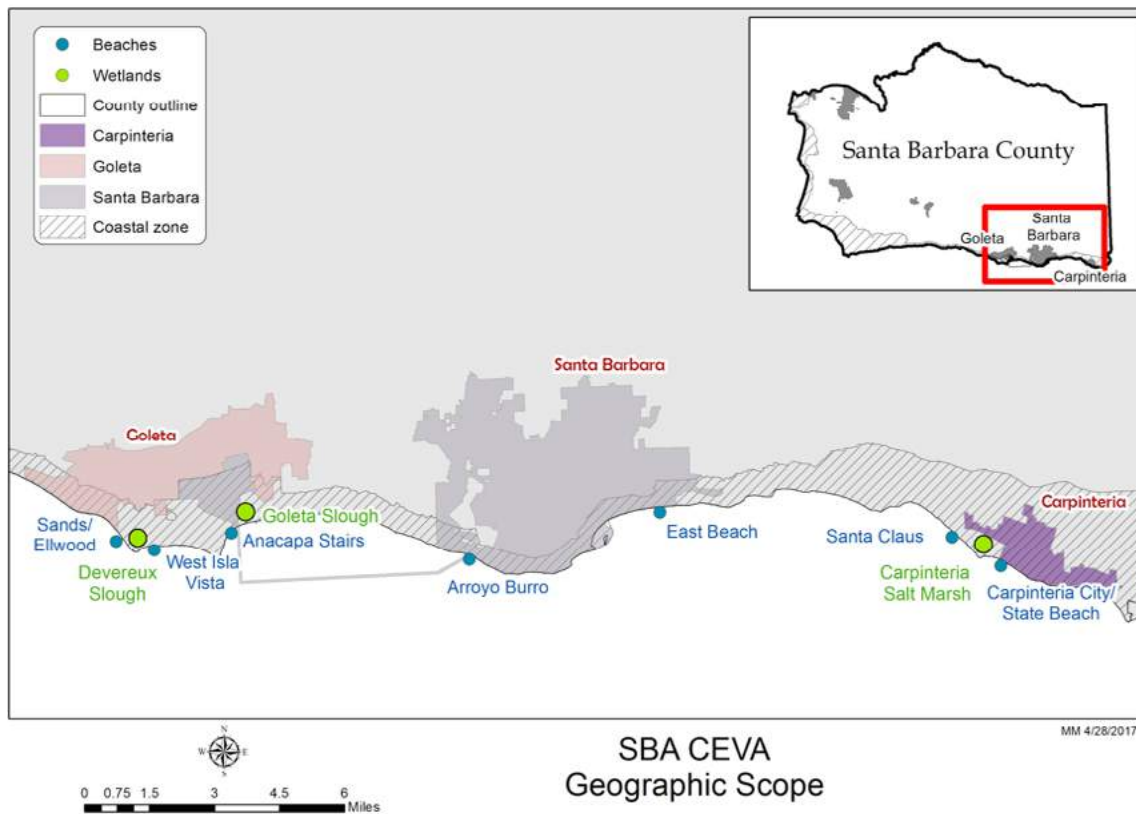 Beaches
Wetlands
County outline
Carpinteria
Goleta
Santa Barbara
Coastal zone
Santa Barbara County
Santa
Barbara
Goleta
Carpinteria
Santa Barbara
Goleta
Carpinteria
Sands/
Ellwood
Devereux
Slough
West Isla
Vista
Goleta Slough
Anacapa Stairs
Arroyo Burro
East Beach
Santa Claus
Carpinteria
Salt Marsh
Carpinteria City/
State Beach
MM 4/28/2017
N
W
E
S
SBA CEVA
Geographic Scope
0 0.75 1.5 3 4.5 6
Miles